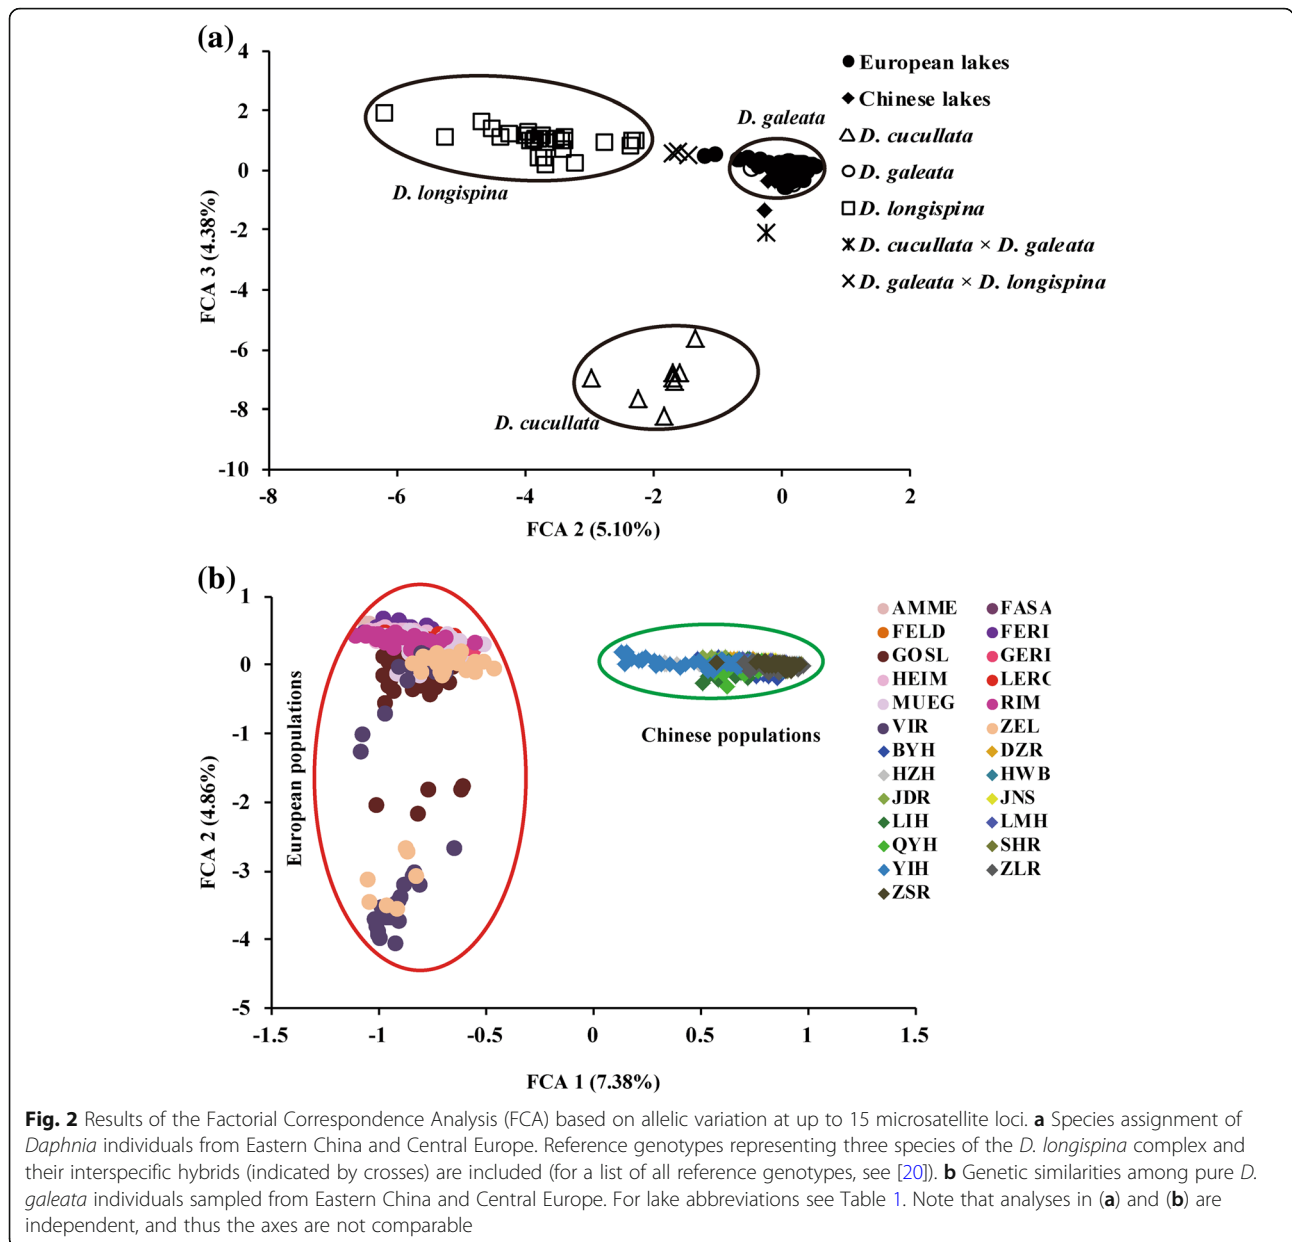 (a)
4
2
0
-2
-4
-6
-8
-10
FCA 3 (4.38%)
-8 -6 -4 -2 0 2
FCA 2 (5.10%)
D. longispina
D. galeata
D. cucullata
European lakes
Chinese lakes
D. cucullata
D. galeata
D. longispina
D. cucullata × D. galeata
D. galeata × D. longispina
(b)
1
0
-1
-2
-3
-4
-5
FCA 2 (4.86%)
-1.5 -1 -0.5 0 0.5 1 1.5
FCA 1 (7.38%)
European populations
Chinese populations
AMME FASA
FELD FERI
GOSL GERI
HEIM LERC
MUEG RIM
VIR ZEL
BYH DZR
HZH HWB
JDR JNS
LIH LMH
QYH SHR
YIH ZLR
ZSR
Fig. 2 Results of the Factorial Correspondence Analysis (FCA) based on allelic variation at up to 15 microsatellite loci. a Species assignment of
Daphnia individuals from Eastern China and Central Europe. Reference genotypes representing three species of the D. longispina complex and
their interspecific hybrids (indicated by crosses) are included (for a list of all reference genotypes, see [20]). b Genetic similarities among pure D.
galeata individuals sampled from Eastern China and Central Europe. For lake abbreviations see Table 1. Note that analyses in (a) and (b) are
independent, and thus the axes are not comparable